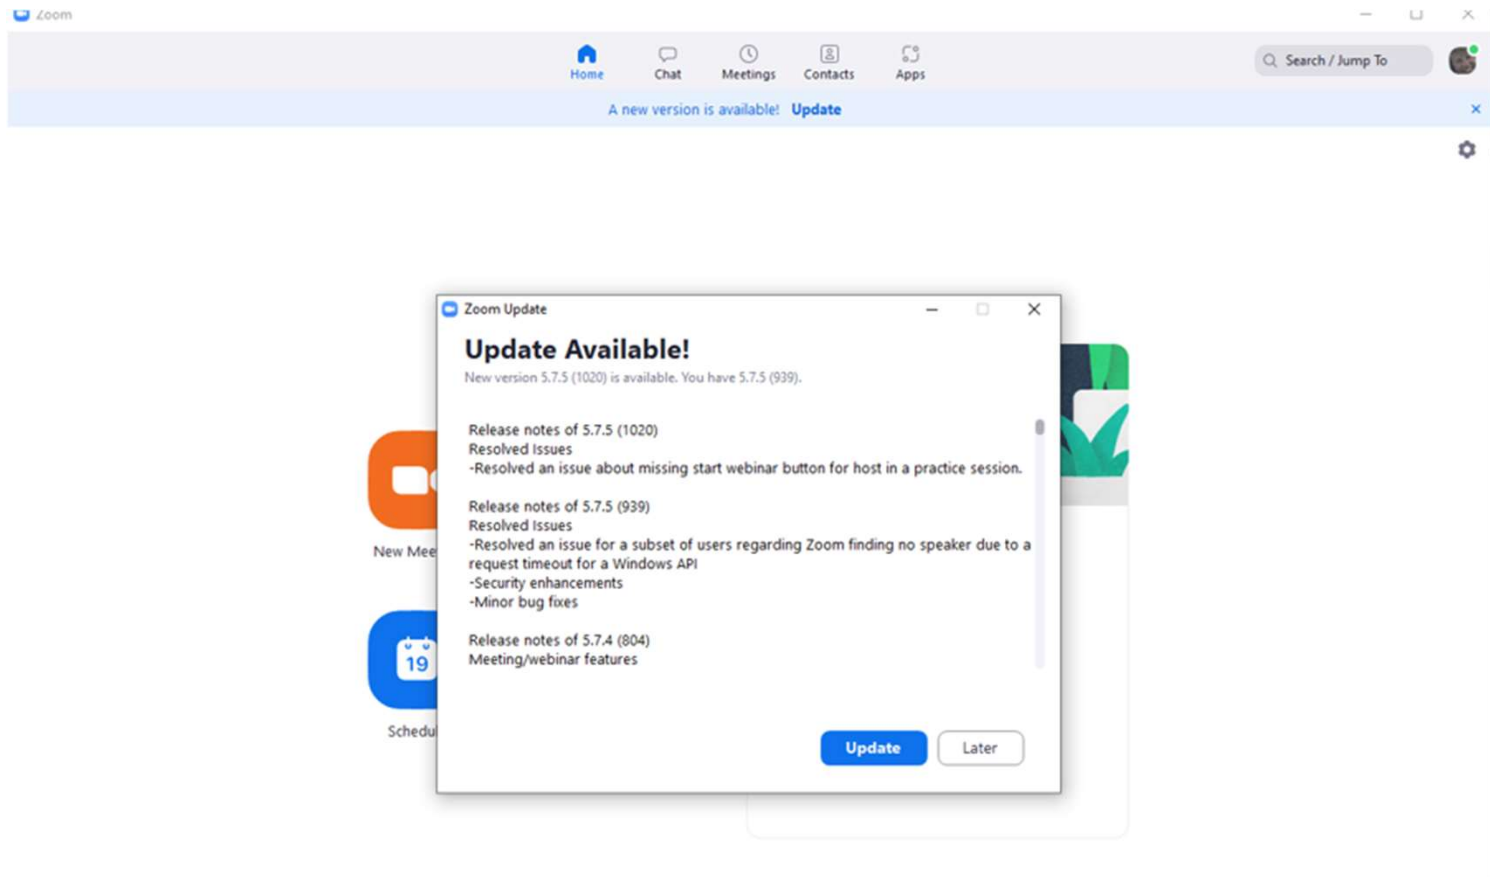 Zoom
Home
Chat
Meetings
Contacts
Apps
Search / Jump To
A new version is available! Update
Zoom Update
Update Available!
New version 5.7.5 (1020) is available. You have 5.7.5 (939).
Release notes of 5.7.5 (1020)
Resolved Issues
-Resolved an issue about missing start webinar button for host in a practice session.
Release notes of 5.7.5 (939)
Resolved Issues
-Resolved an issue for a subset of users regarding Zoom finding no speaker due to a
request timeout for a Windows API
-Security enhancements
-Minor bug fixes
Release notes of 5.7.4 (804)
Meeting/webinar features
New Mee
19
Schedu
Update
Later